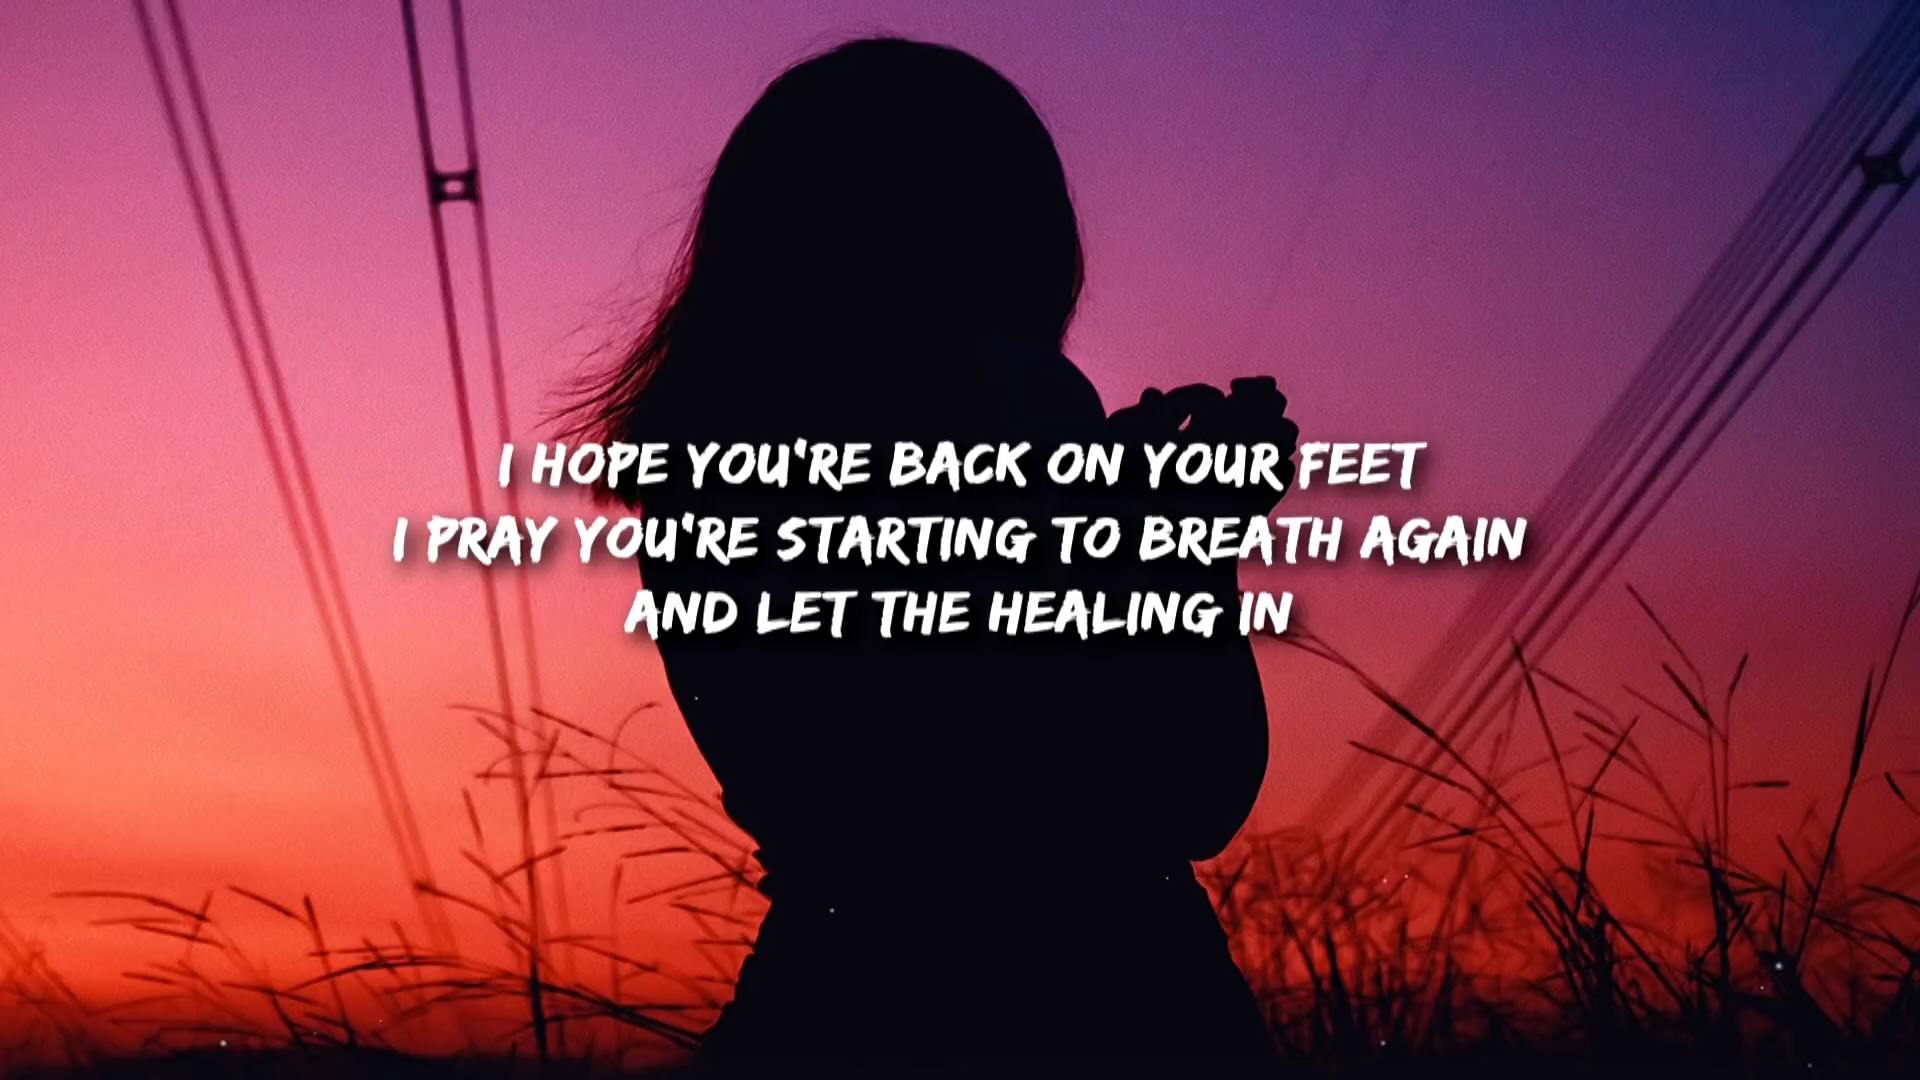 I HOPE YOU'RE BACK ON YOUR FEET
I PRAY YOU'RE STARTING TO BREATH AGAIN
AND LET THE HEALING IN